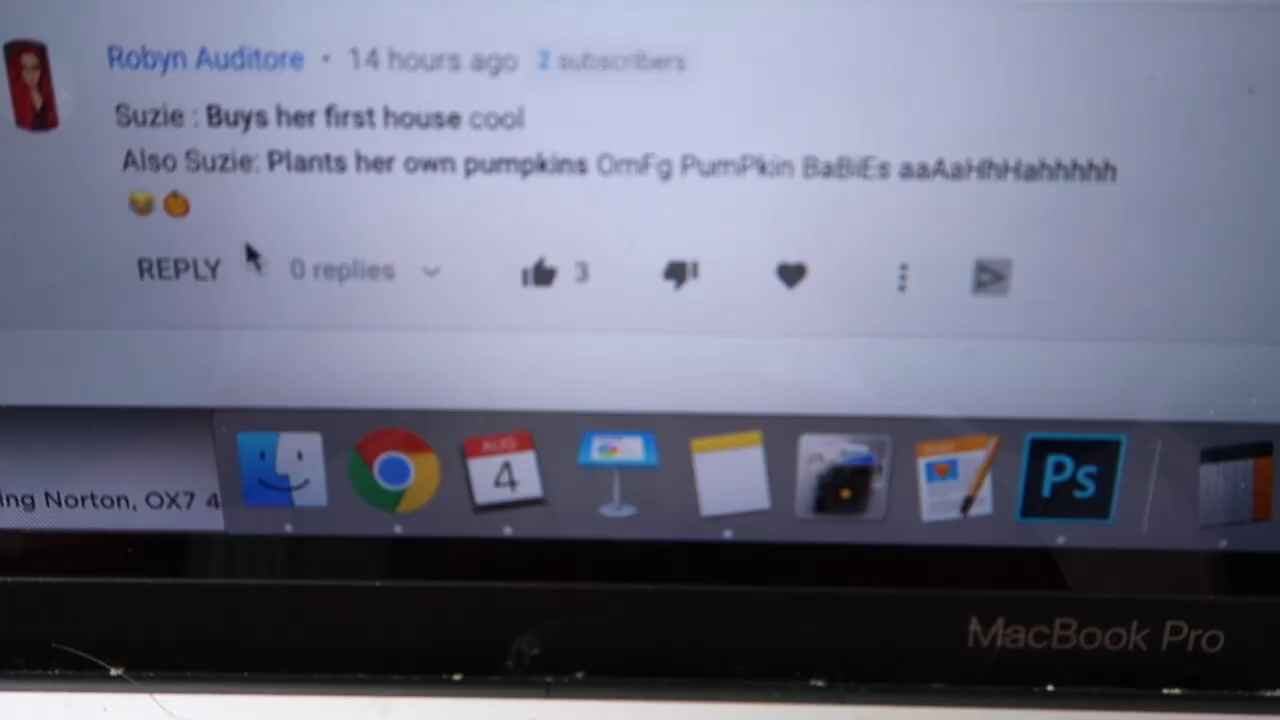 Robyn Auditore • 14 hours ago 2 subscribers
Suzie : Buys her first house cool
Also Suzie: Plants her own pumpkins OmFg PumPkin BaBiEs aaAaHhHahhhhh
😂 🎃
REPLY 0 replies 3
ing Norton, OX7 4
AUG
4
Ps
MacBook Pro